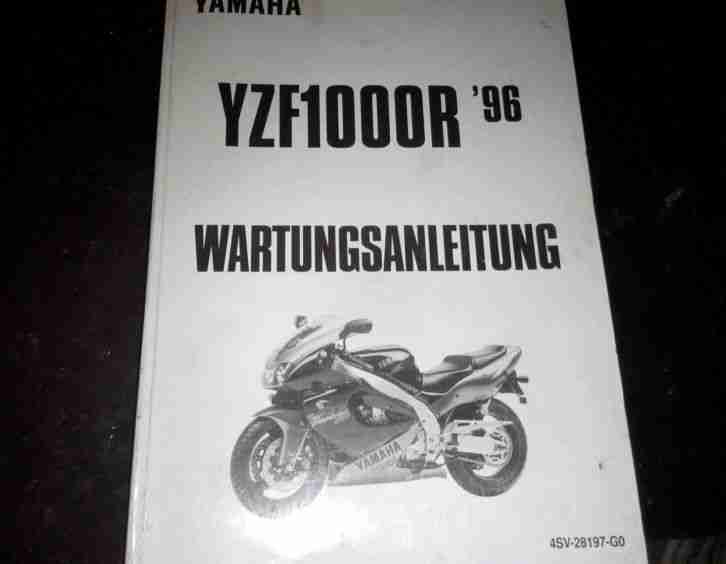 YAMAHA
YZF1000R '96
WARTUNGSANLEITUNG
YAMAHA
4SV-28197-G0